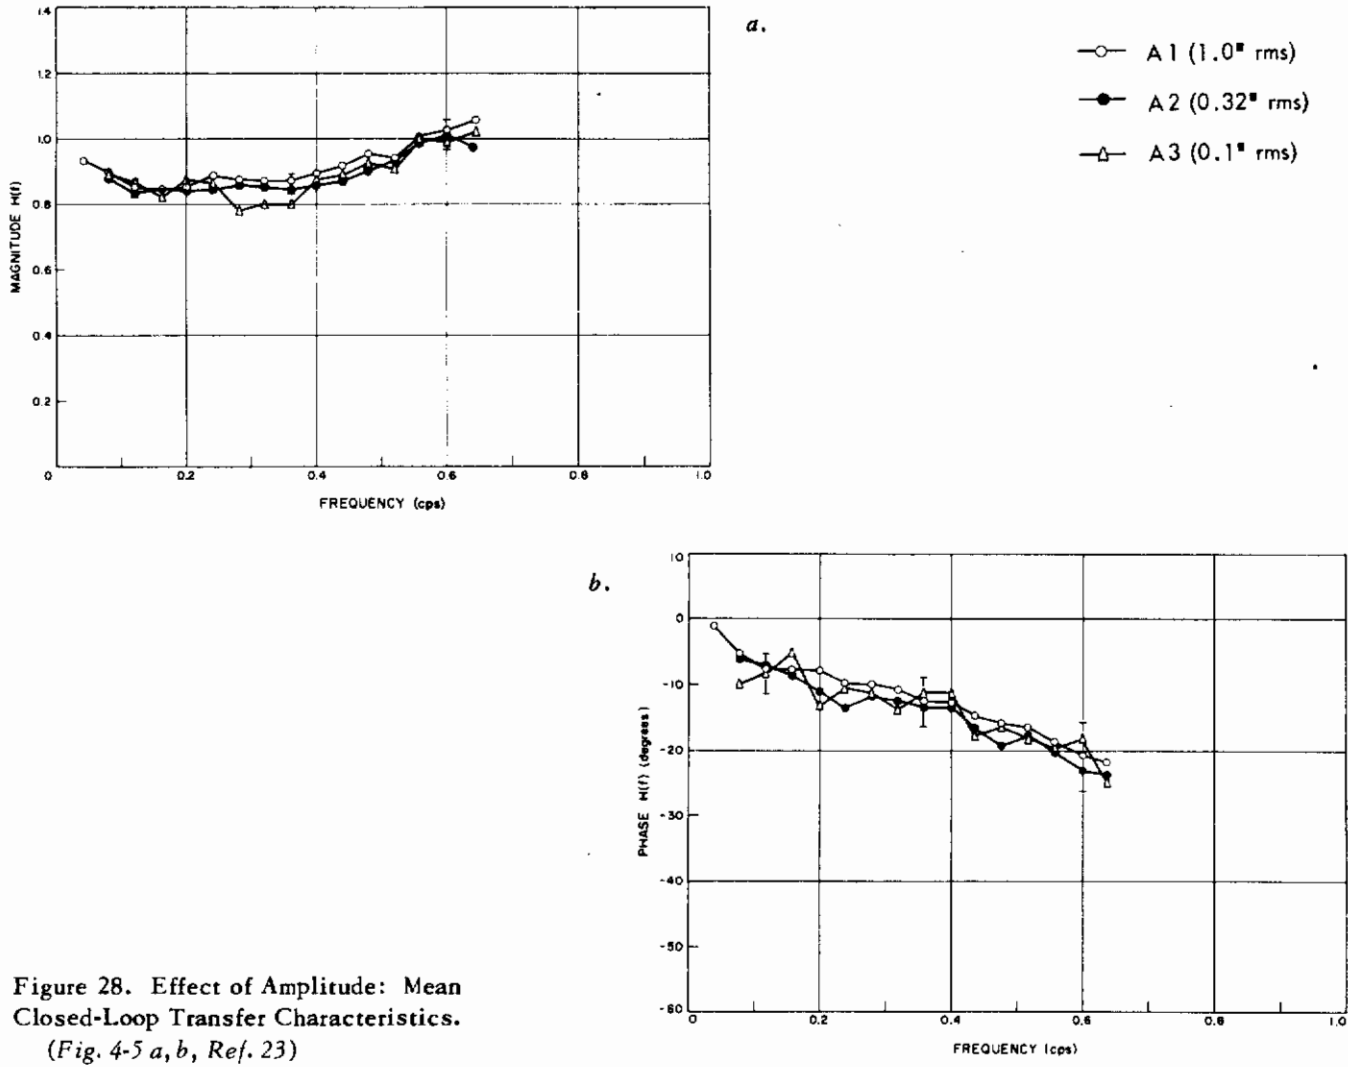 a.
A1 (1.0" rms)
A2 (0.32" rms)
A3 (0.1" rms)
1.4
1.2
1.0
0.8
0.6
0.4
0.2
MAGNITUDE H(f)
0
0.2
0.4
0.6
0.8
1.0
FREQUENCY (cps)
b.
10
0
-10
-20
-30
-40
-50
-60
PHASE H(f) (degrees)
0
0.2
0.4
0.6
0.8
1.0
FREQUENCY (cps)
Figure 28. Effect of Amplitude: Mean
Closed-Loop Transfer Characteristics.
(Fig. 4-5 a, b, Ref. 23)